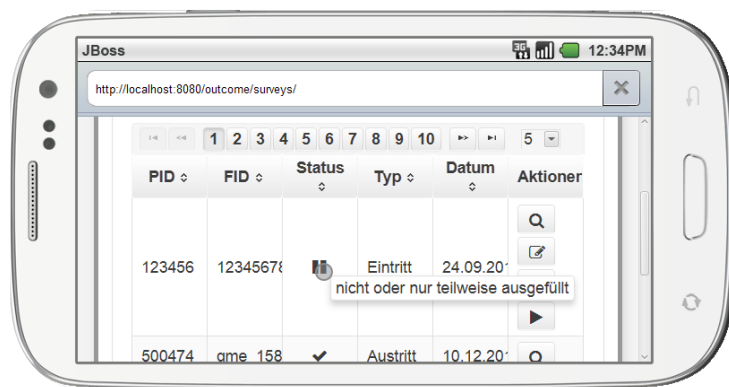 JBoss
3G
12:34PM
http://localhost:8080/outcome/surveys/
1 2 3 4 5 6 7 8 9 10 5
PID FID Status Typ Datum Aktionen
123456 12345678 Eintritt 24.09.201
nicht oder nur teilweise ausgefüllt
500474 gme_158 Austritt 10.12.201